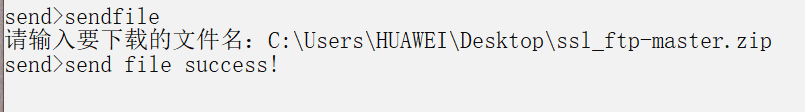 send>sendfile
请输入要下载的文件名：C:\Users\HUAWEI\Desktop\ssl_ftp-master.zip
send>send file success!